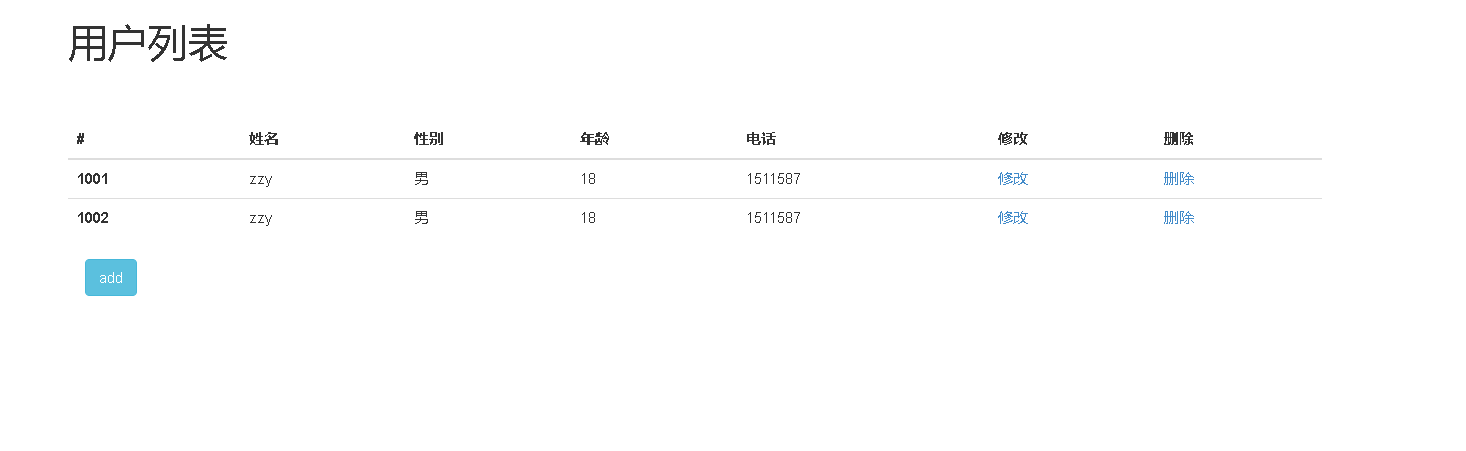 用户列表
# 姓名 性别 年龄 电话 修改 删除
1001 zzy 男 18 1511587 修改 删除
1002 zzy 男 18 1511587 修改 删除
add